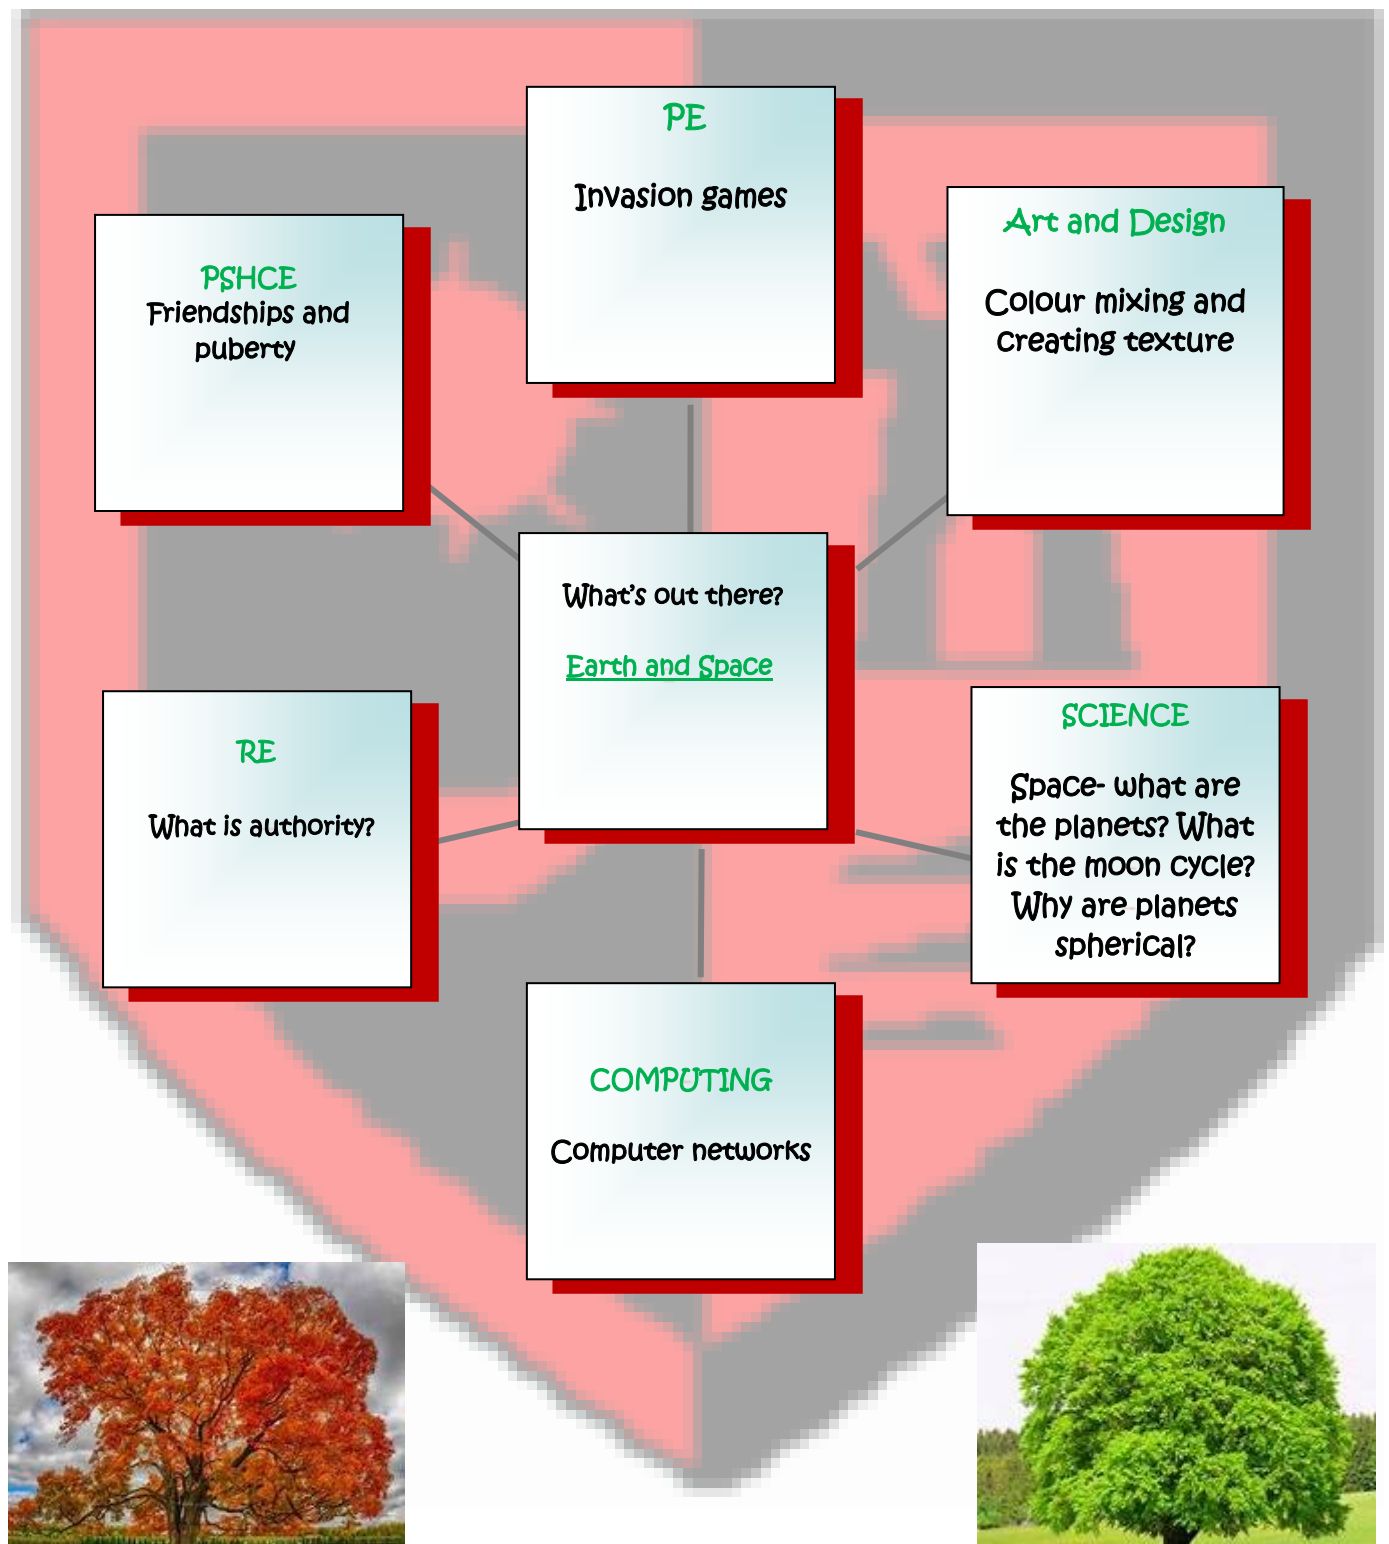 PE
Invasion games
Art and Design
Colour mixing and
creating texture
PSHCE
Friendships and
puberty
What's out there?
Earth and Space
RE
What is authority?
SCIENCE
Space- what are
the planets? What
is the moon cycle?
Why are planets
spherical?
COMPUTING
Computer networks